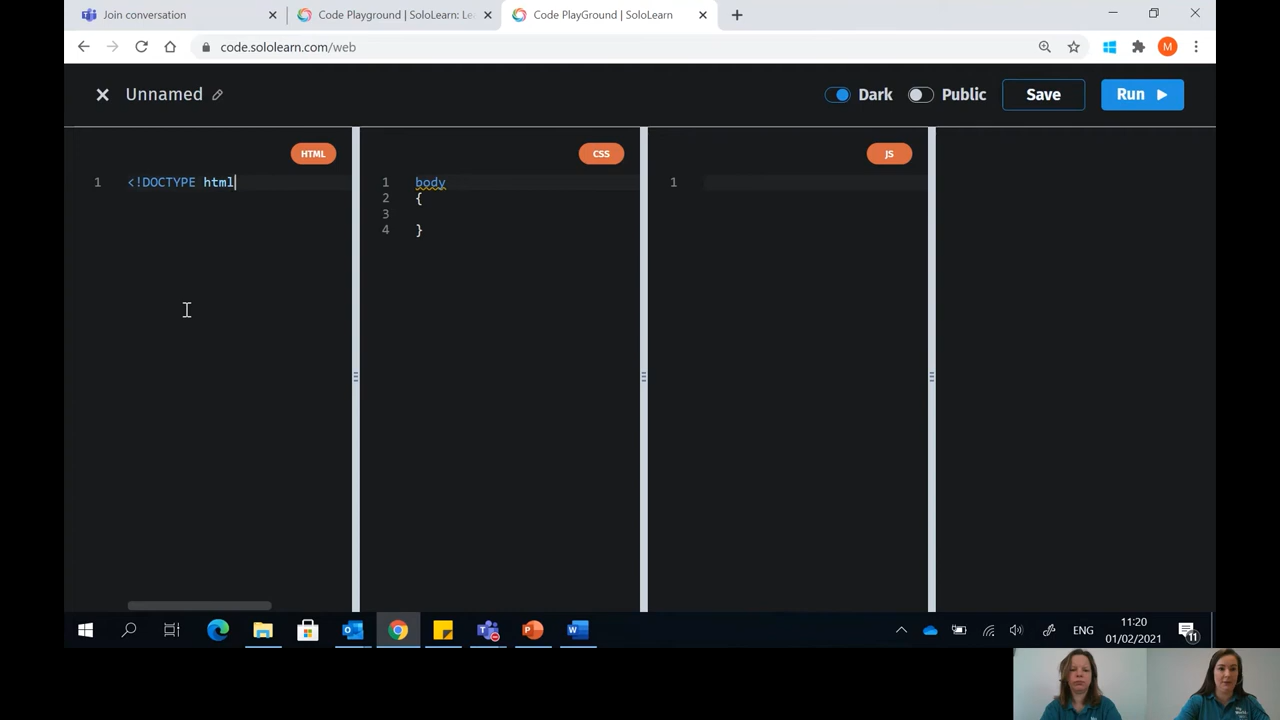 Join conversation
Code Playground | SoloLearn: Le
Code PlayGround | SoloLearn
code.sololearn.com/web
M
Unnamed
Dark
Public
Save
Run
HTML
CSS
JS
1 <!DOCTYPE html
1 body
2 {
3
4 }
1
11:20
ENG
01/02/2021
11